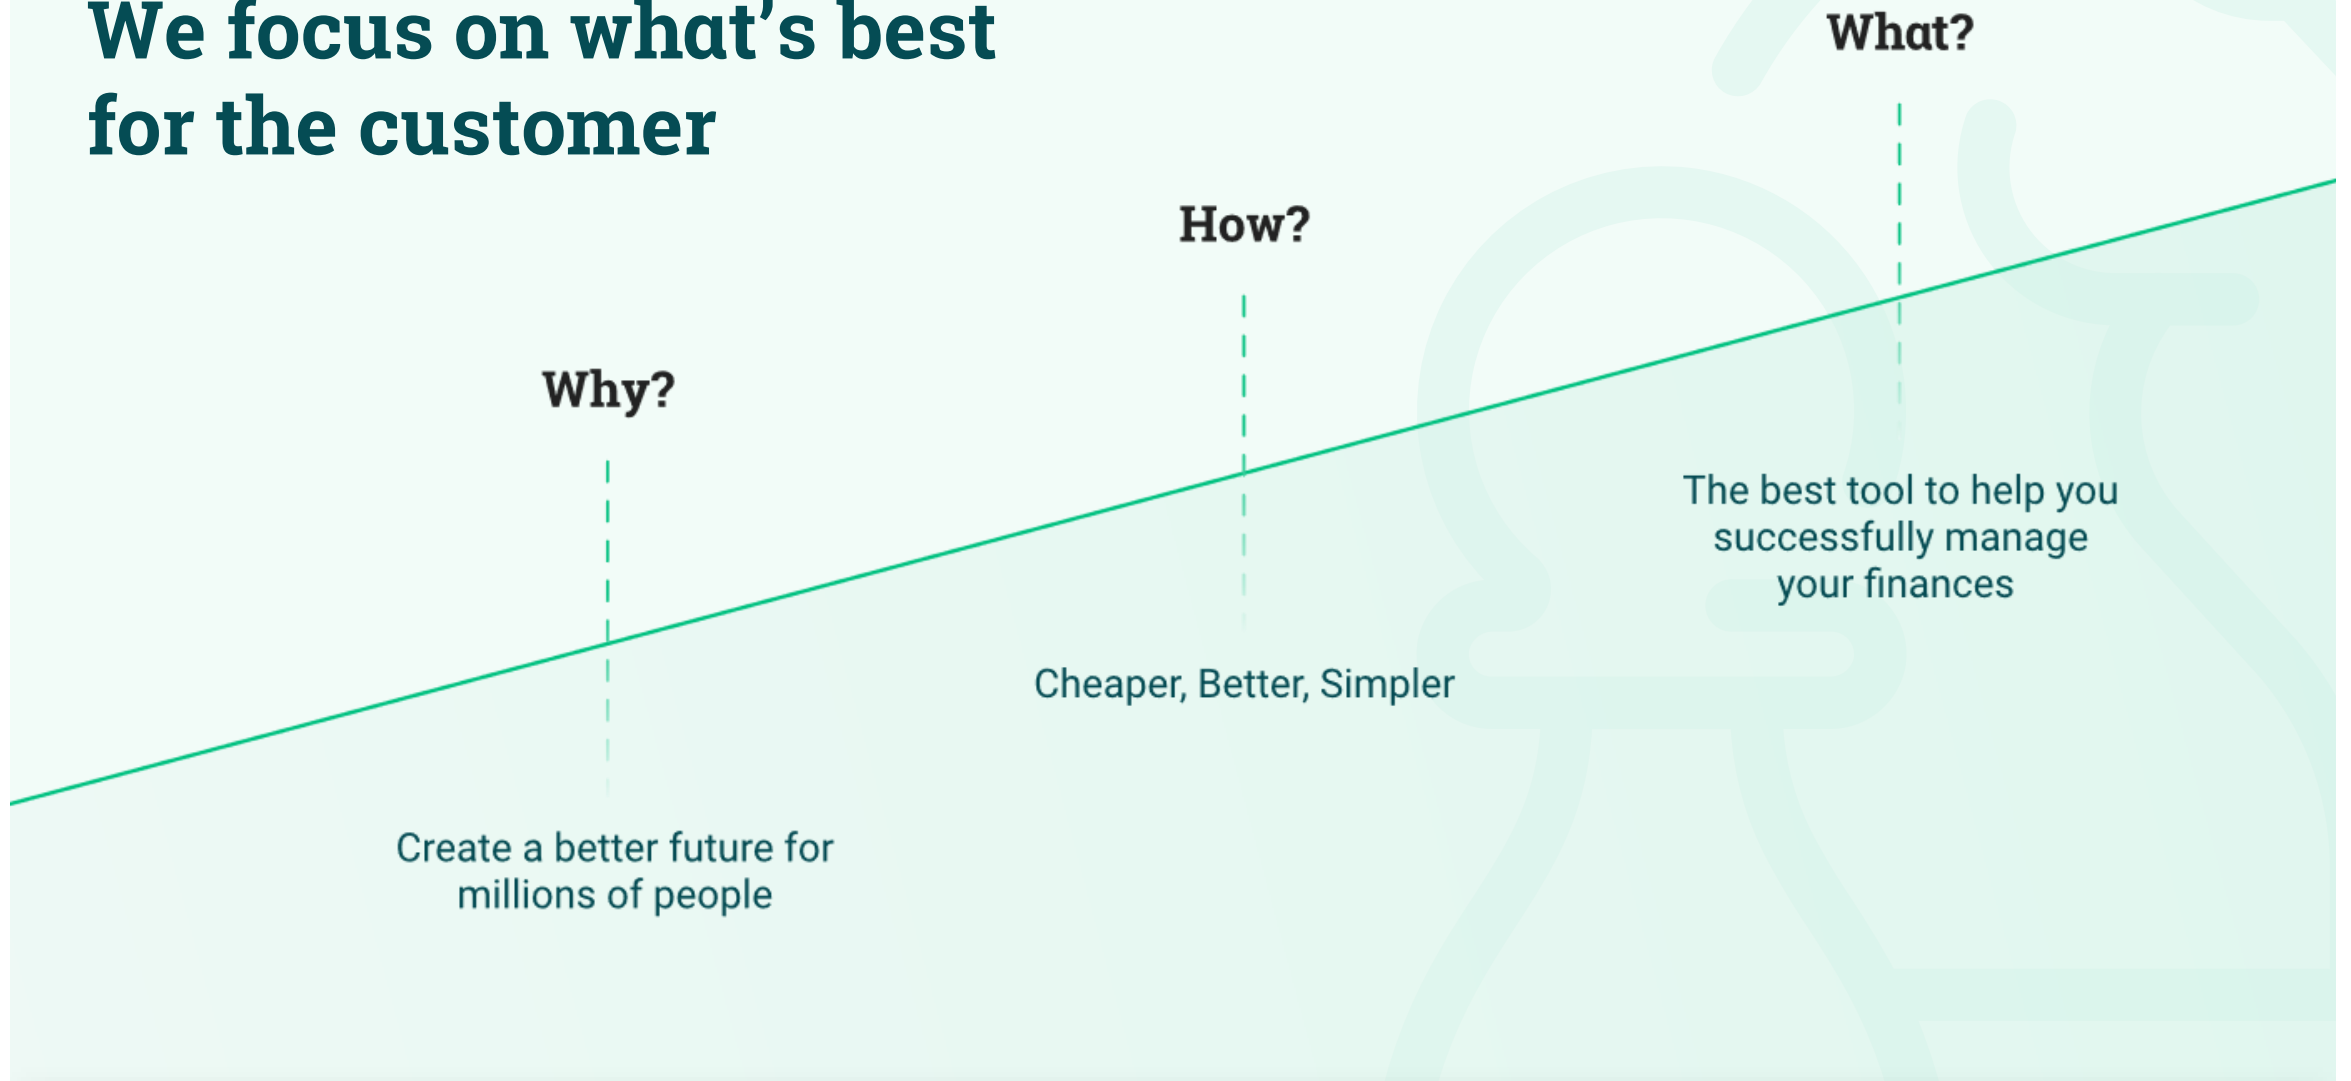 We focus on what’s best
for the customer
Why?
Create a better future for
millions of people
How?
Cheaper, Better, Simpler
What?
The best tool to help you
successfully manage
your finances